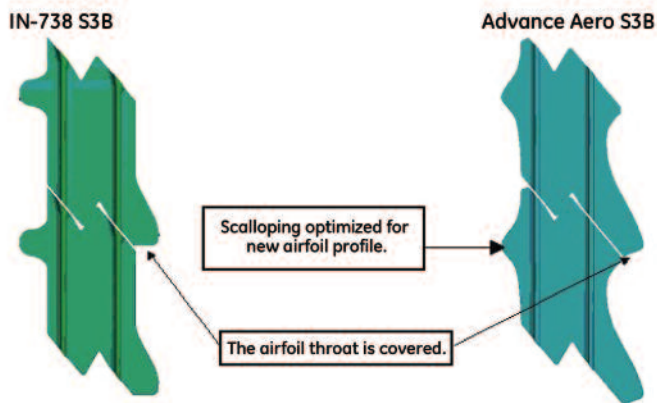 IN-738 S3B
Advance Aero S3B
Scalloping optimized for
new airfoil profile.
The airfoil throat is covered.